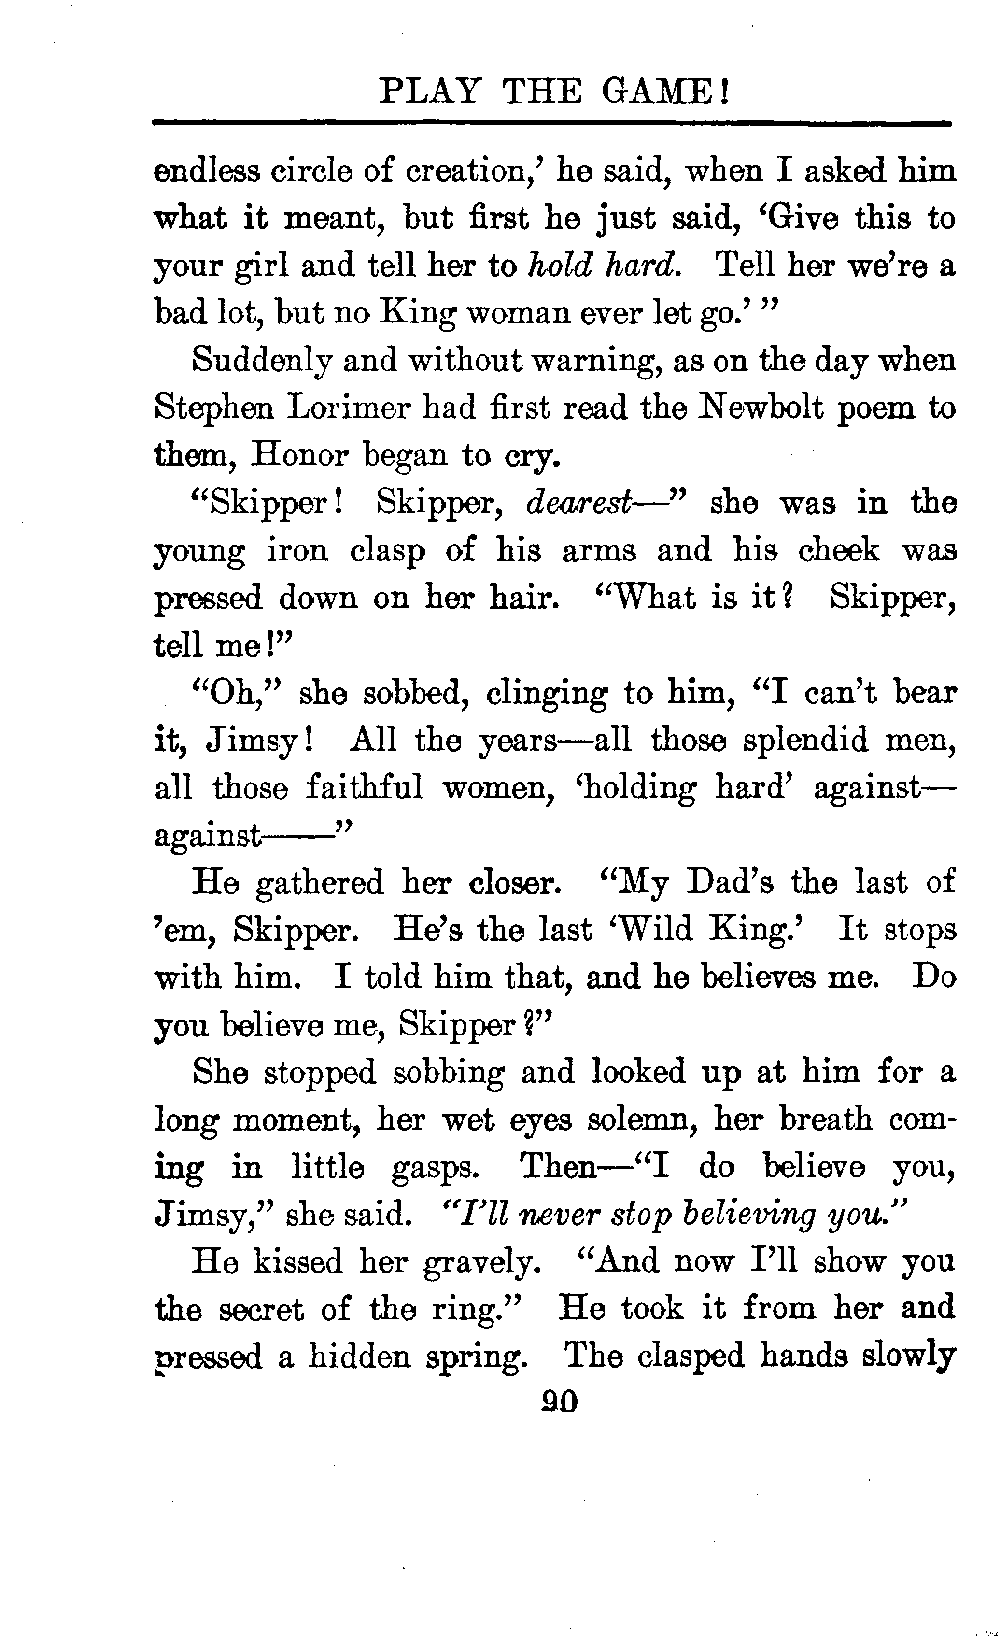 PLAY THE GAME!
endless circle of creation,’ he said, when I asked him
what it meant, but first he just said, ‘Give this to
your girl and tell her to hold hard. Tell her we’re a
bad lot, but no King woman ever let go.’ ”
Suddenly and without warning, as on the day when
Stephen Lorimer had first read the Newbolt poem to
them, Honor began to cry.
“Skipper! Skipper, dearest—” she was in the
young iron clasp of his arms and his cheek was
pressed down on her hair. “What is it? Skipper,
tell me!”
“Oh,” she sobbed, clinging to him, “I can’t bear
it, Jimsy! All the years—all those splendid men,
all those faithful women, ‘holding hard’ against—
against——”
He gathered her closer. “My Dad’s the last of
’em, Skipper. He’s the last ‘Wild King.’ It stops
with him. I told him that, and he believes me. Do
you believe me, Skipper?”
She stopped sobbing and looked up at him for a
long moment, her wet eyes solemn, her breath com-
ing in little gasps. Then—“I do believe you,
Jimsy,” she said. “I’ll never stop believing you.”
He kissed her gravely. “And now I’ll show you
the secret of the ring.” He took it from her and
pressed a hidden spring. The clasped hands slowly
90